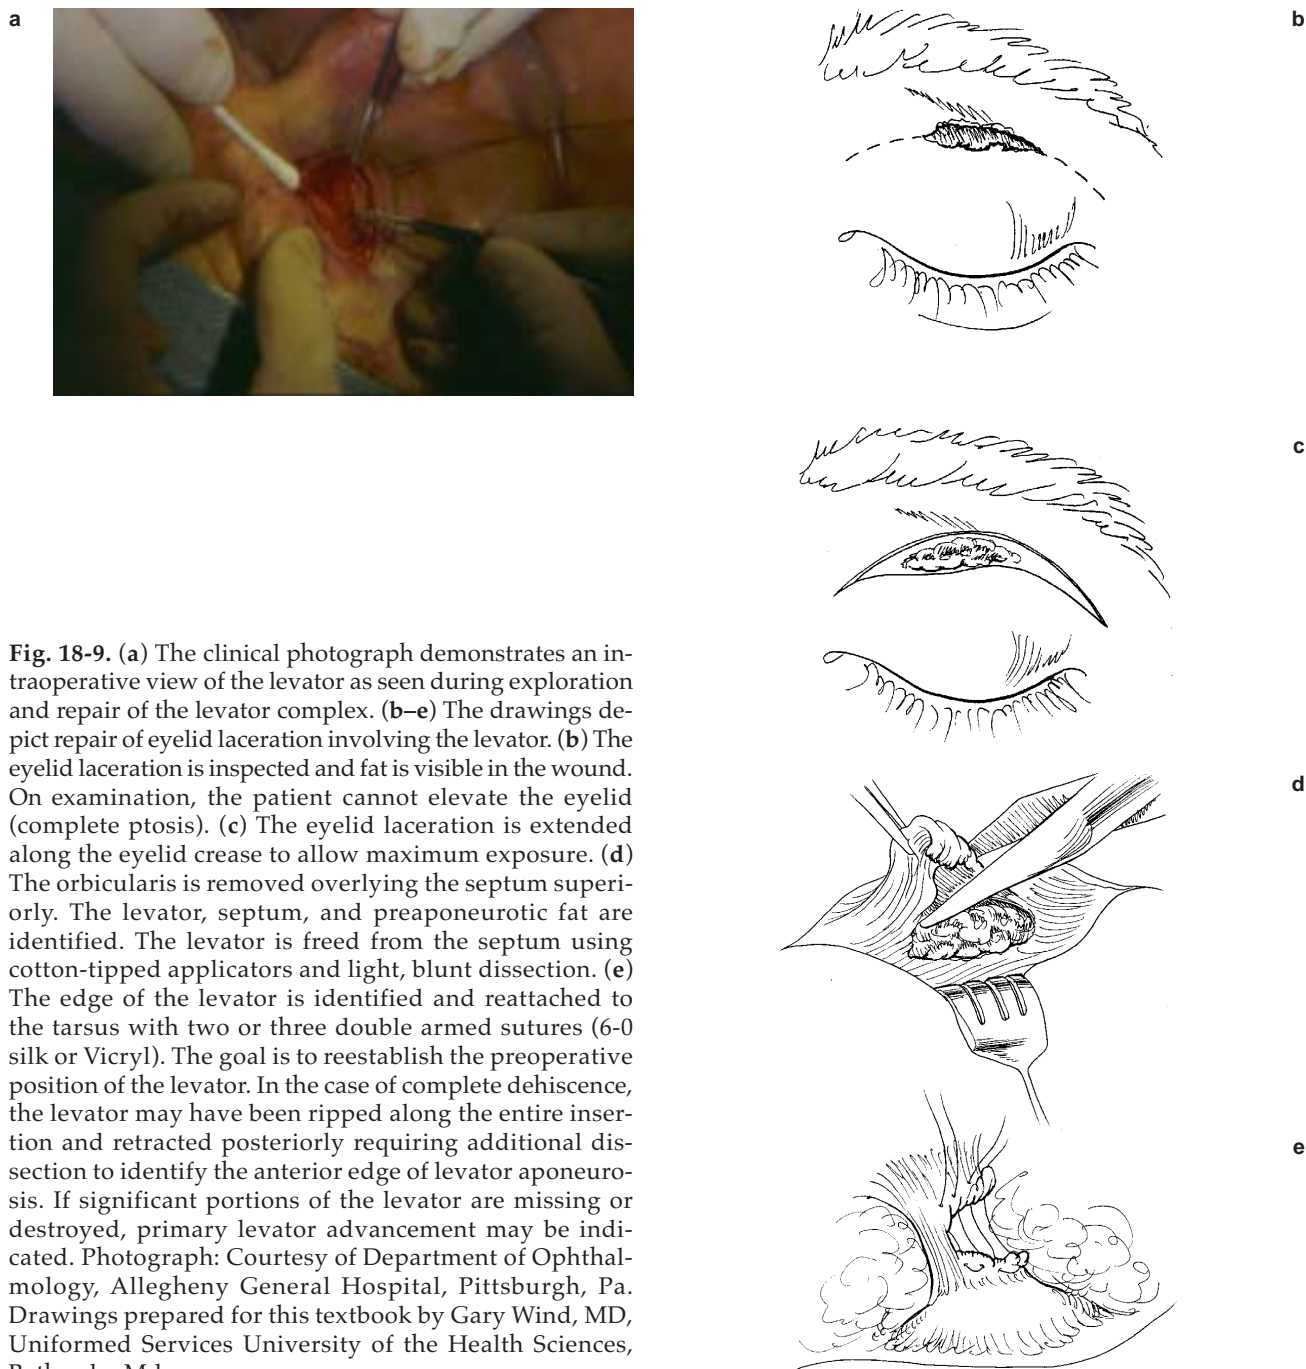 a
b
c
d
e
Fig. 18-9. (a) The clinical photograph demonstrates an in-
traoperative view of the levator as seen during exploration
and repair of the levator complex. (b–e) The drawings de-
pict repair of eyelid laceration involving the levator. (b) The
eyelid laceration is inspected and fat is visible in the wound.
On examination, the patient cannot elevate the eyelid
(complete ptosis). (c) The eyelid laceration is extended
along the eyelid crease to allow maximum exposure. (d)
The orbicularis is removed overlying the septum superi-
orly. The levator, septum, and preaponeurotic fat are
identified. The levator is freed from the septum using
cotton-tipped applicators and light, blunt dissection. (e)
The edge of the levator is identified and reattached to
the tarsus with two or three double armed sutures (6-0
silk or Vicryl). The goal is to reestablish the preoperative
position of the levator. In the case of complete dehiscence,
the levator may have been ripped along the entire inser-
tion and retracted posteriorly requiring additional dis-
section to identify the anterior edge of levator aponeuro-
sis. If significant portions of the levator are missing or
destroyed, primary levator advancement may be indi-
cated. Photograph: Courtesy of Department of Ophthal-
mology, Allegheny General Hospital, Pittsburgh, Pa.
Drawings prepared for this textbook by Gary Wind, MD,
Uniformed Services University of the Health Sciences,